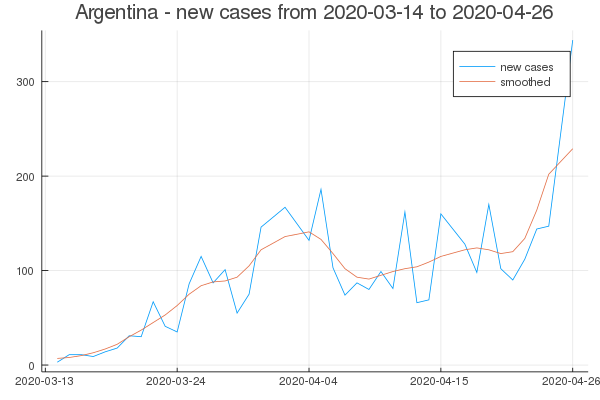 Argentina - new cases from 2020-03-14 to 2020-04-26
new cases
smoothed
300
200
100
0
2020-03-13 2020-03-24 2020-04-04 2020-04-15 2020-04-26